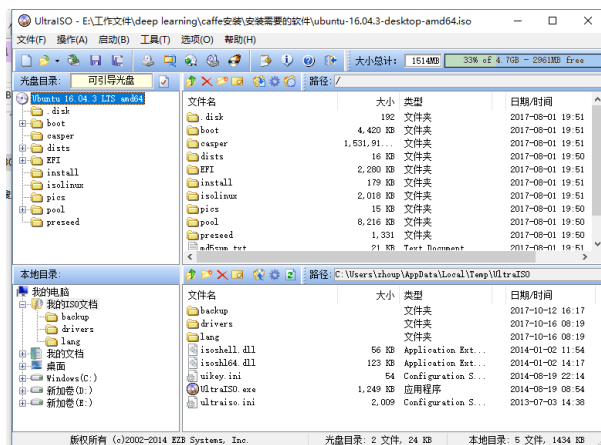 UltraISO - E:\工作文件\deep learning\caffe安装\安装需要的软件\ubuntu-16.04.3-desktop-amd64.iso
文件(F) 操作(A) 启动(B) 工具(T) 选项(O) 帮助(H)
大小总计: 1514MB 33% of 4.7GB - 2961MB free
光盘目录: 可引导光盘 路径: /
Ubuntu 16.04.3 LTS amd64
.disk
boot
casper
dists
EFI
install
isolinux
pics
pool
preseed
文件名 大小 类型 日期/时间
.disk 192 文件夹 2017-08-01 19:51
boot 4,420 KB 文件夹 2017-08-01 19:51
casper 1,531,91... 文件夹 2017-08-01 19:51
dists 16 KB 文件夹 2017-08-01 19:50
EFI 2,280 KB 文件夹 2017-08-01 19:51
install 179 KB 文件夹 2017-08-01 19:51
isolinux 2,018 KB 文件夹 2017-08-01 19:51
pics 15 KB 文件夹 2017-08-01 19:50
pool 8,216 KB 文件夹 2017-08-01 19:50
preseed 1,331 文件夹 2017-08-01 19:50
md5sum.txt 21 KB Text Document 2017-08-01 19:51
本地目录: 路径: C:\Users\zhoup\AppData\Local\Temp\UltraISO
我的电脑
我的ISO文档
backup
drivers
lang
我的文档
桌面
Windows(C:)
新加卷(D:)
新加卷(E:)
文件名 大小 类型 日期/时间
backup 文件夹 2017-10-12 16:17
drivers 文件夹 2017-10-16 08:19
lang 文件夹 2017-10-16 08:19
isoshell.dll 56 KB Application Ext... 2014-01-02 11:54
isoshl64.dll 123 KB Application Ext... 2014-01-02 14:17
uikey.ini 54 Configuration S... 2014-08-19 22:14
UltraISO.exe 1,249 KB 应用程序 2014-08-19 08:54
ultraiso.ini 2,009 Configuration S... 2013-07-03 14:38
版权所有 (c)2002-2014 EZB Systems, Inc. 光盘目录: 2 文件, 24 KB 本地目录: 5 文件, 1434 KB